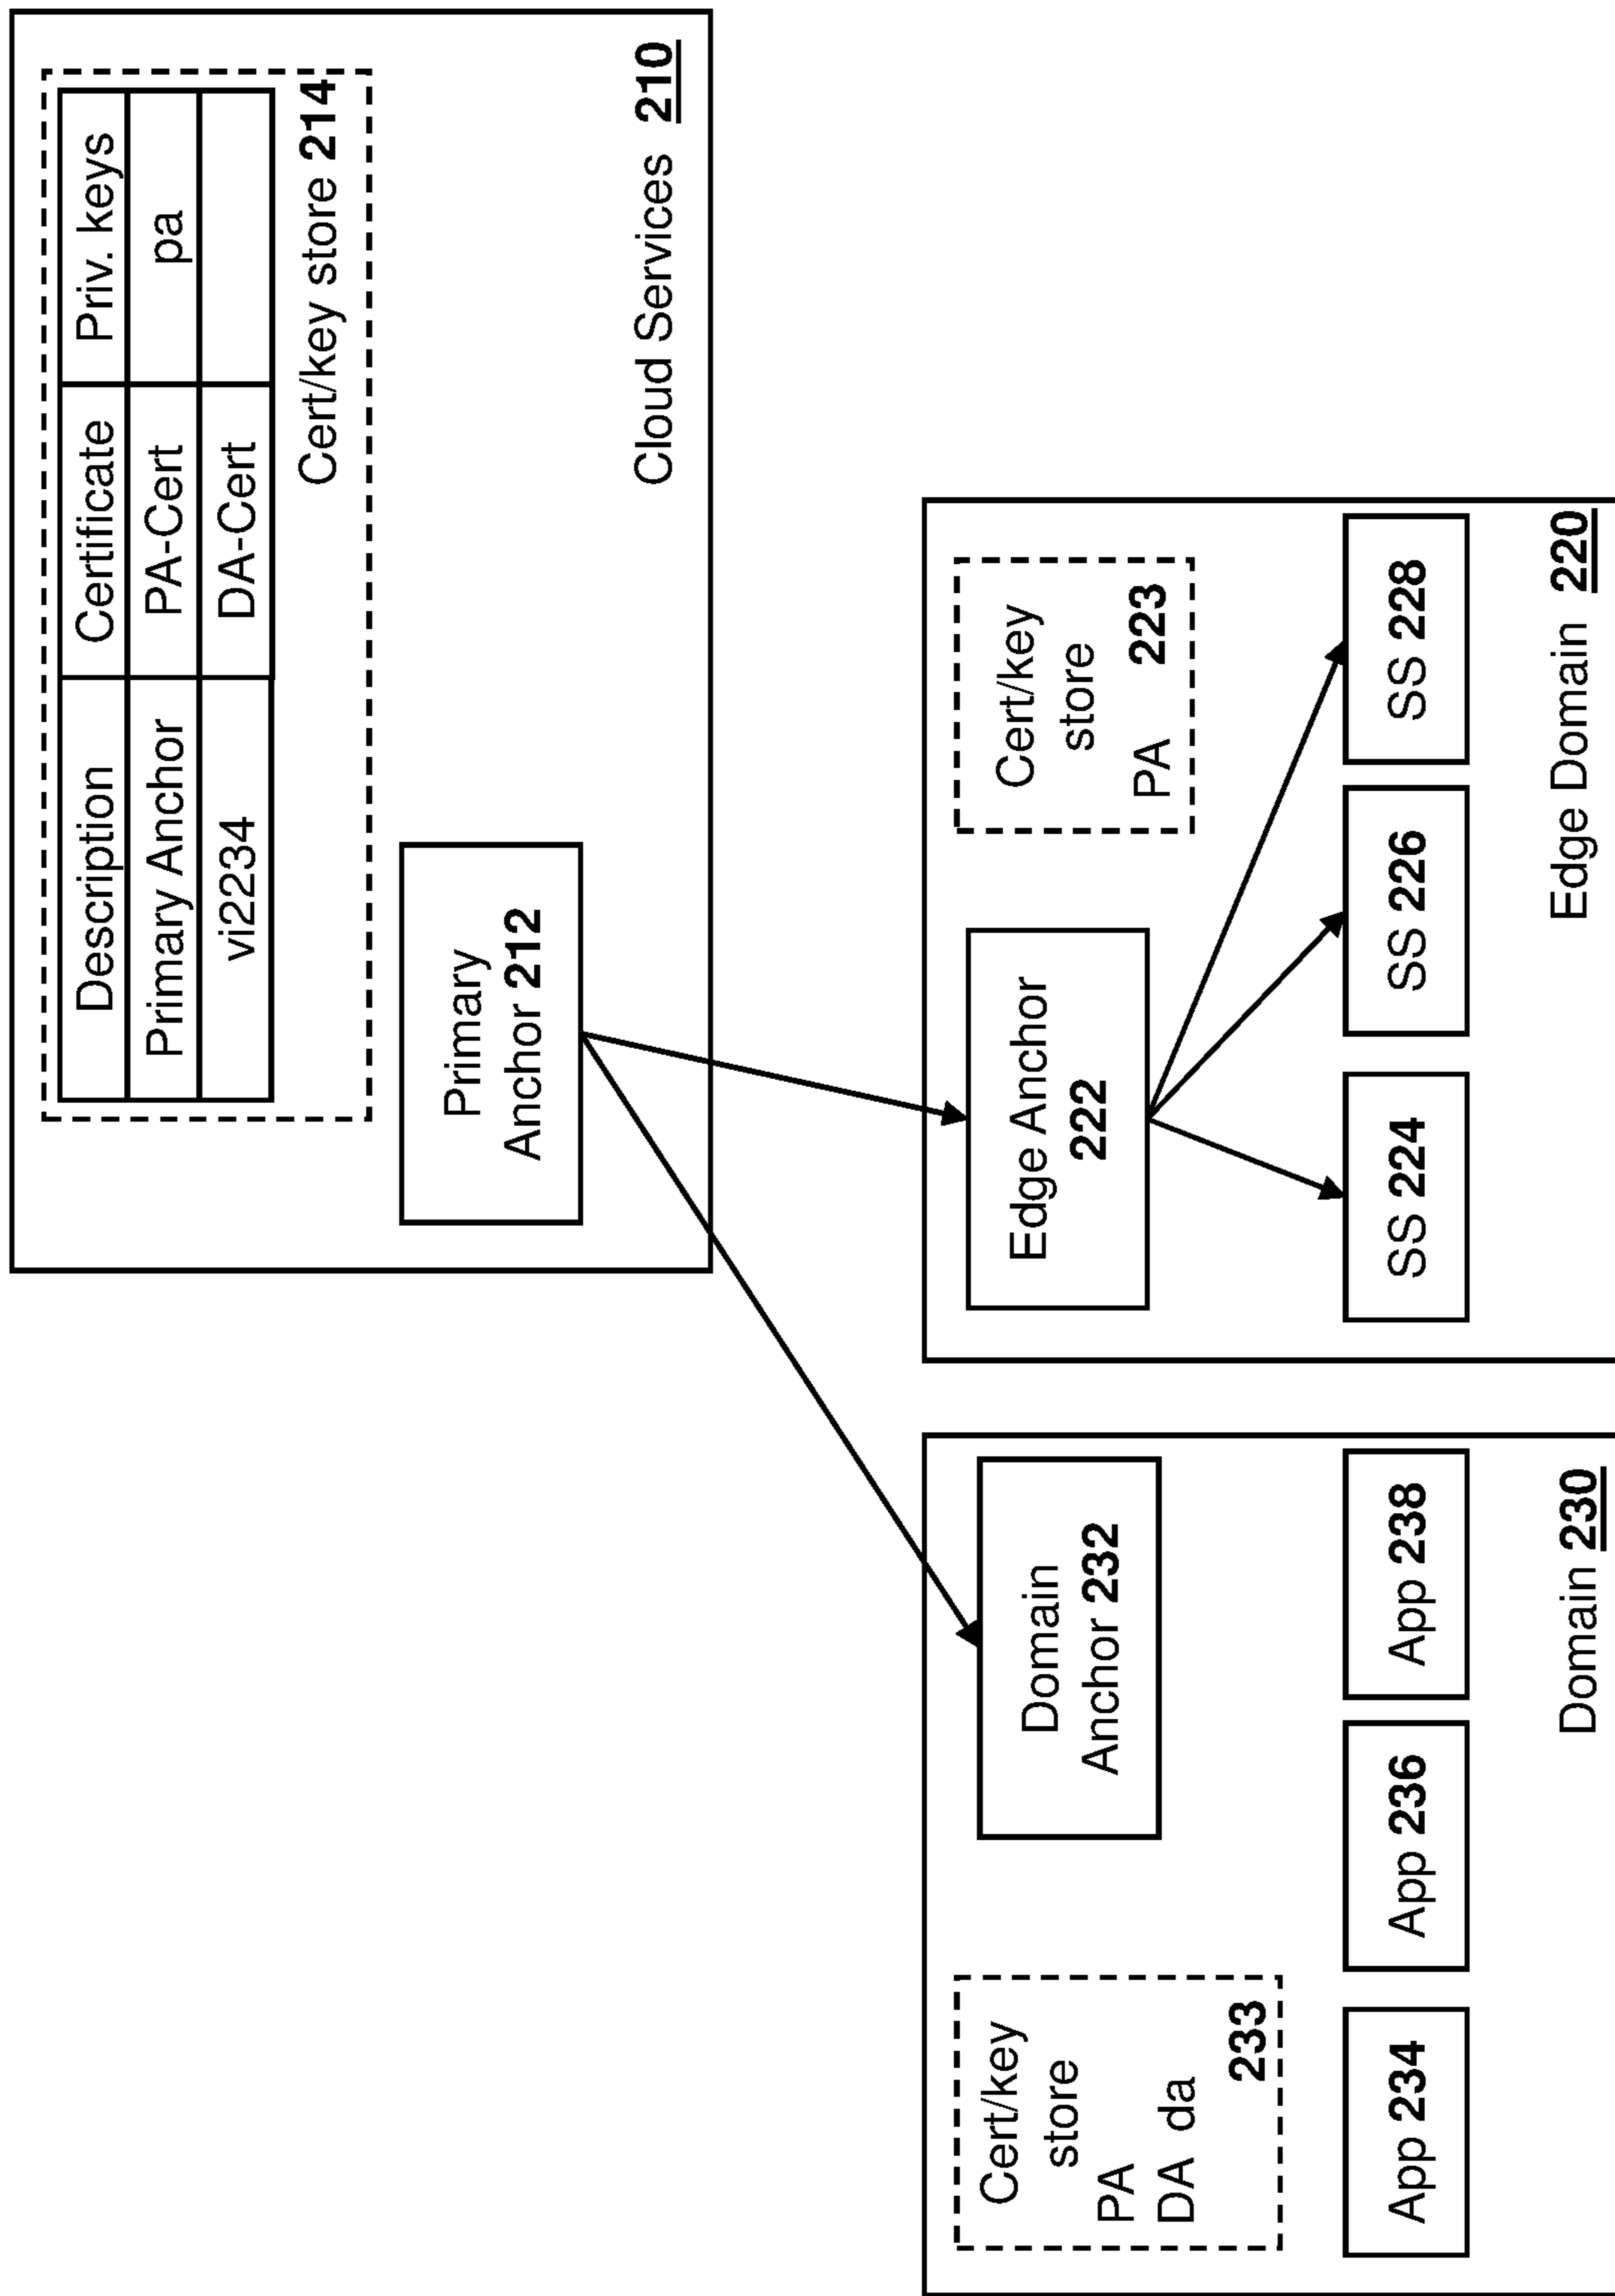 Description Certificate Priv. keys
Primary Anchor PA-Cert pa
vi2234 DA-Cert
Cert/key store 214
Primary
Anchor 212
Cloud Services 210
Cert/key
store
PA
DA da
233
Domain
Anchor 232
App 234
App 236
App 238
Domain 230
Edge Anchor
222
Cert/key
store
PA 223
SS 224
SS 226
SS 228
Edge Domain 220